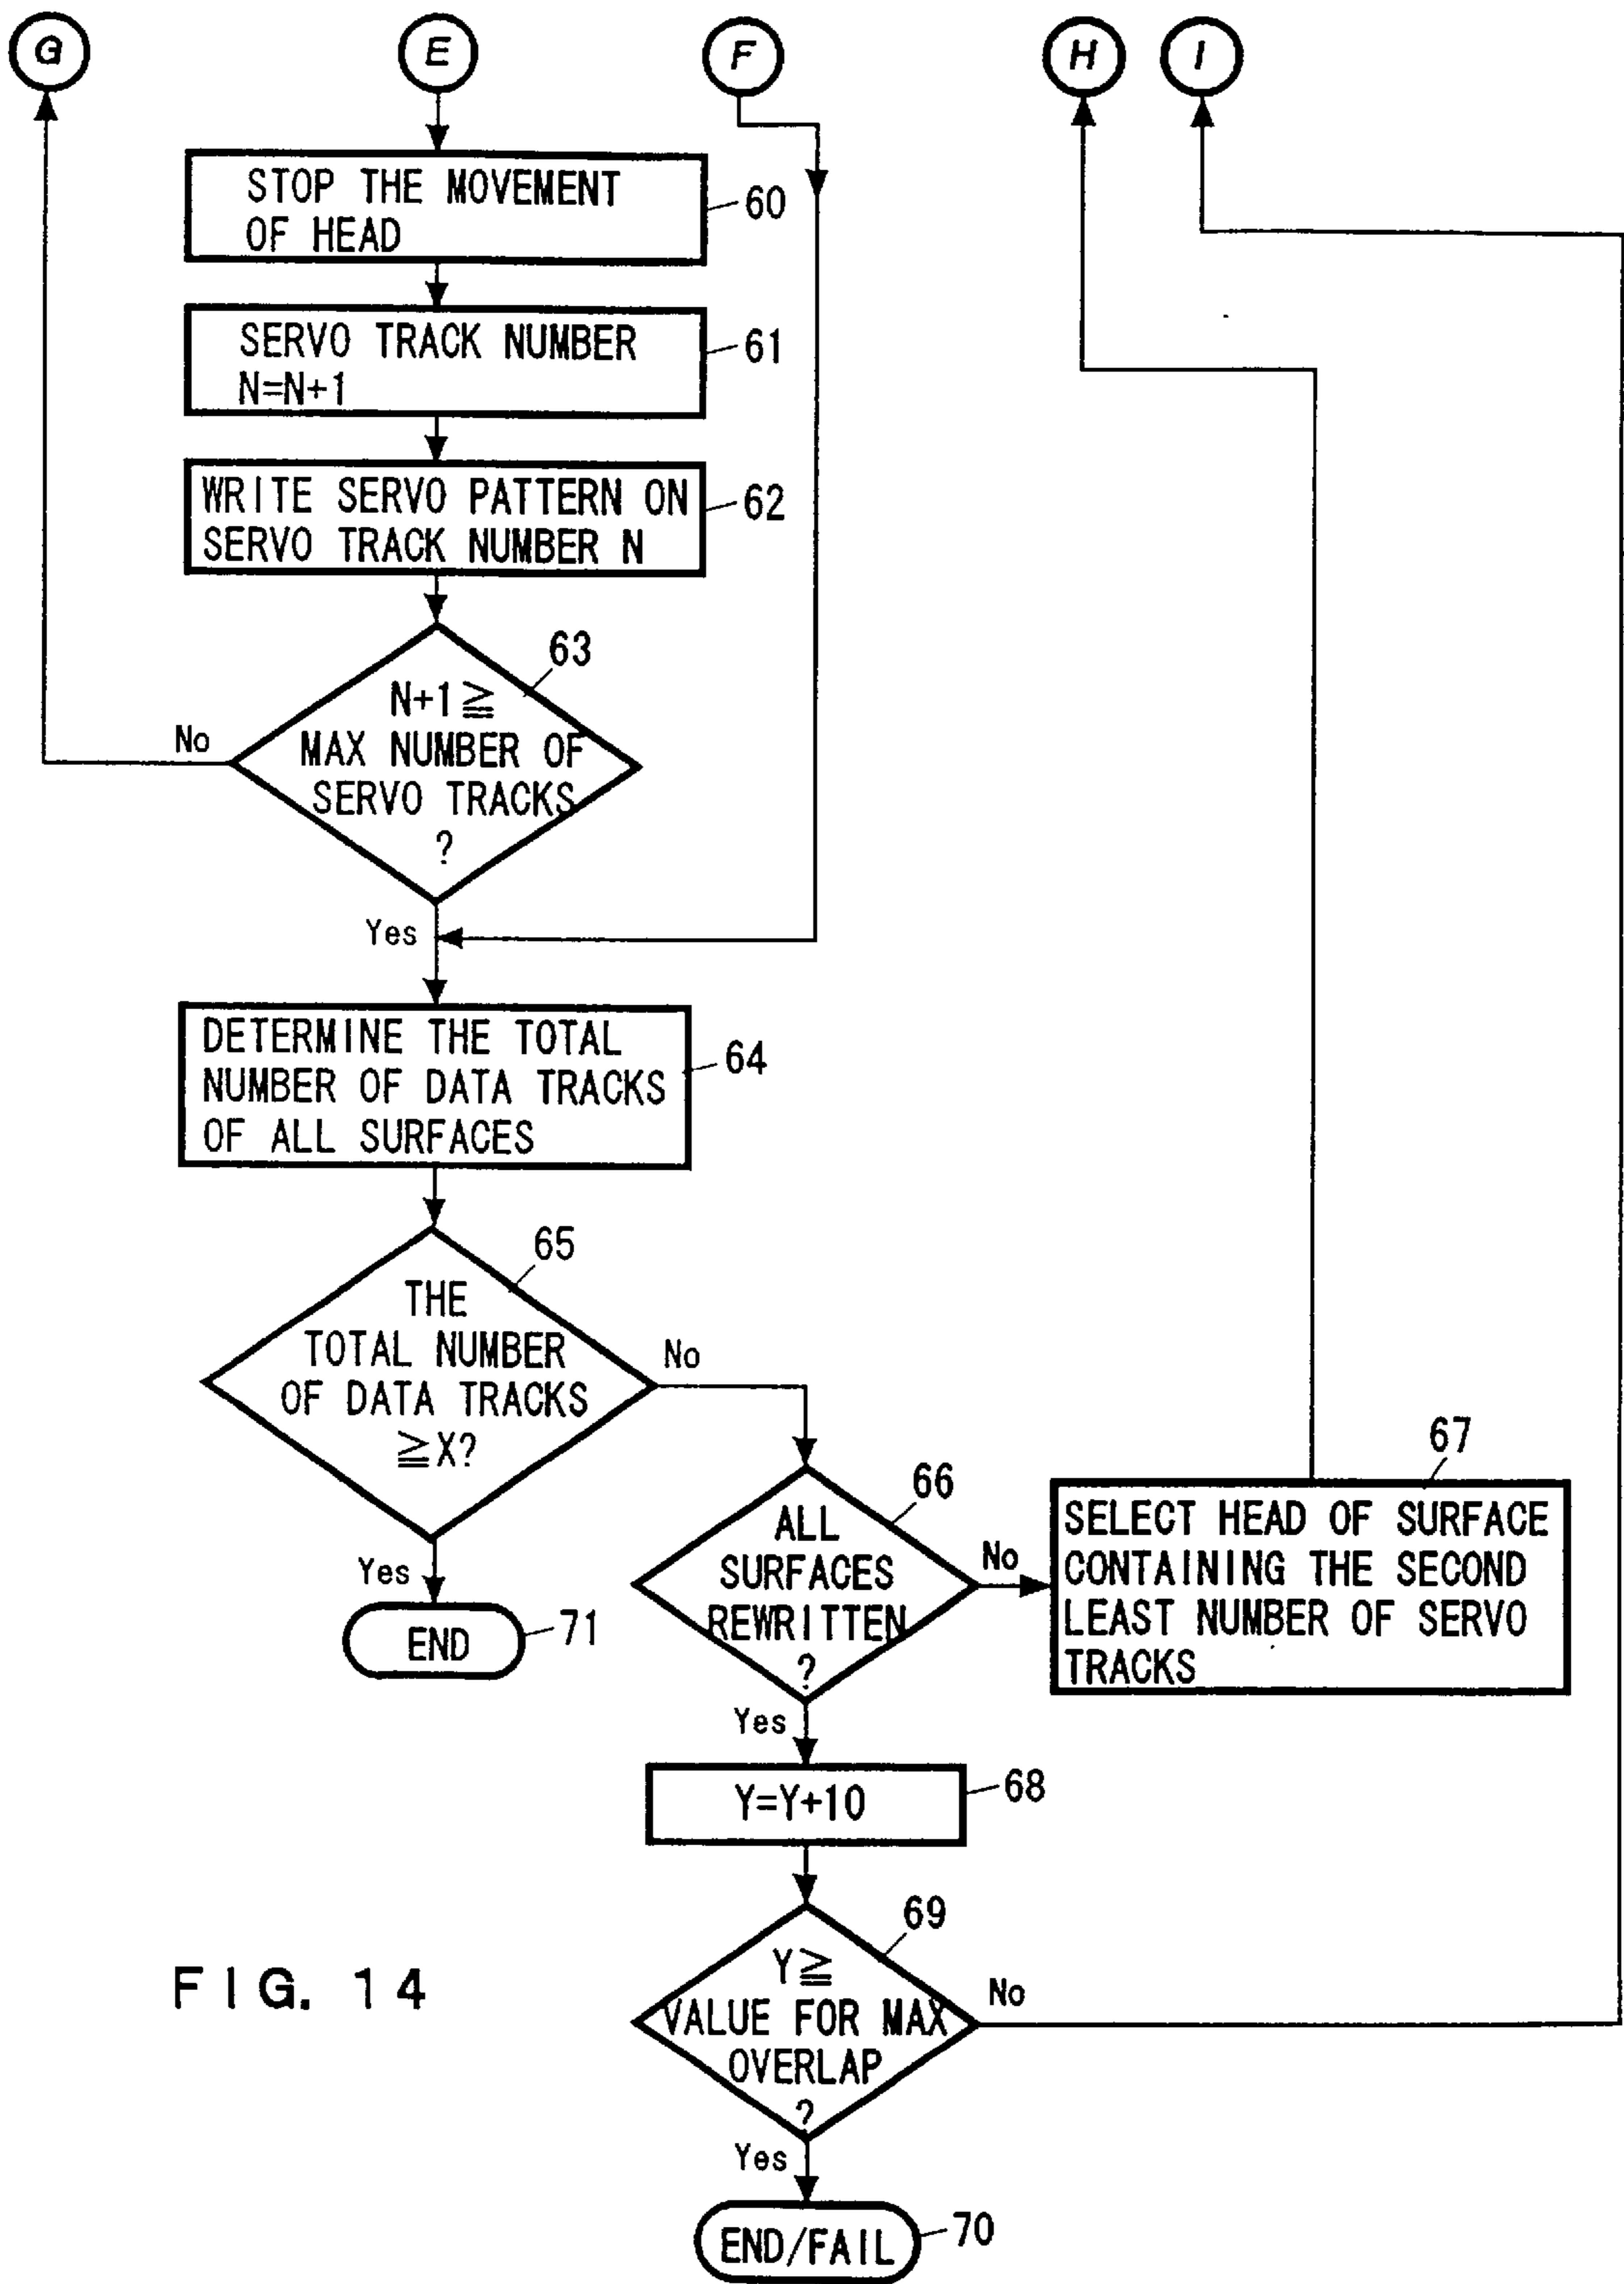 G
E
F
H
I
STOP THE MOVEMENT
OF HEAD
60
SERVO TRACK NUMBER
N=N+1
61
WRITE SERVO PATTERN ON
SERVO TRACK NUMBER N
62
63
N+1≧
MAX NUMBER OF
SERVO TRACKS
?
No
Yes
DETERMINE THE TOTAL
NUMBER OF DATA TRACKS
OF ALL SURFACES
64
65
THE
TOTAL NUMBER
OF DATA TRACKS
≧X?
No
Yes
END
71
66
ALL
SURFACES
REWRITTEN
?
No
Yes
67
SELECT HEAD OF SURFACE
CONTAINING THE SECOND
LEAST NUMBER OF SERVO
TRACKS
Y=Y+10
68
69
Y≧
VALUE FOR MAX
OVERLAP
?
No
Yes
END/FAIL
70
FIG. 14